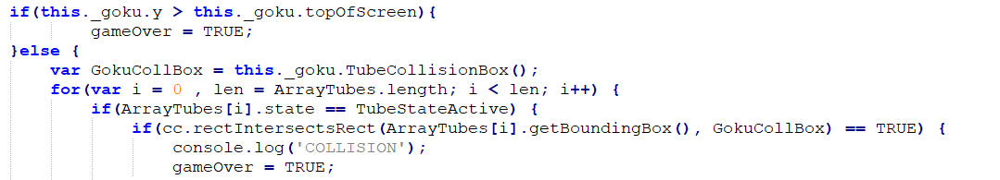 if(this._goku.y > this._goku.topOfScreen){
gameOver = TRUE;
}else {
var GokuCollBox = this._goku.TubeCollisionBox();
for(var i = 0 , len = ArrayTubes.length; i < len; i++) {
if(ArrayTubes[i].state == TubeStateActive) {
if(cc.rectIntersectsRect(ArrayTubes[i].getBoundingBox(), GokuCollBox) == TRUE) {
console.log('COLLISION');
gameOver = TRUE;